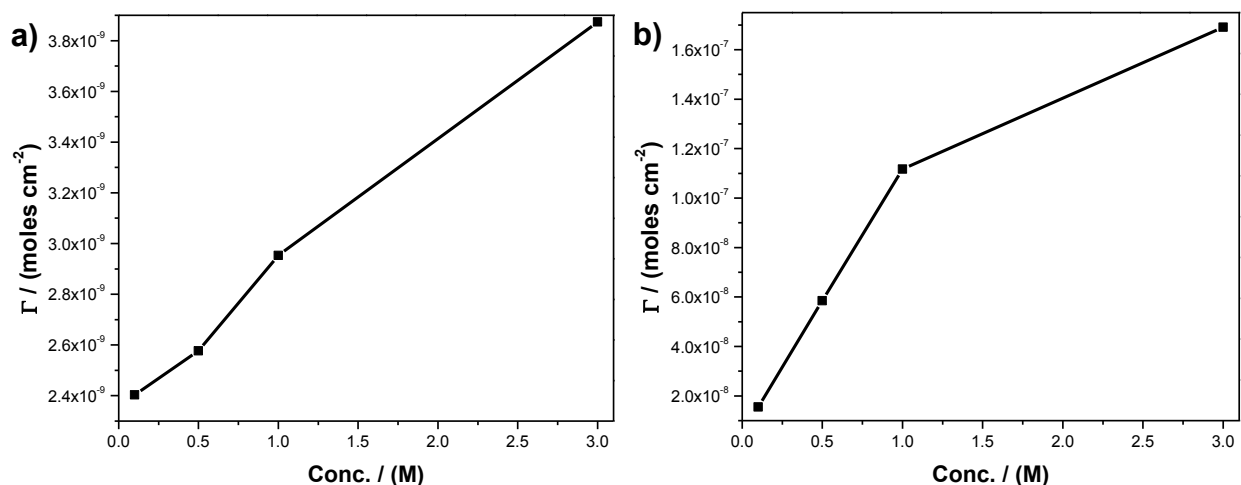 a)
Γ / (moles cm⁻²)
3.8x10⁻⁹
3.6x10⁻⁹
3.4x10⁻⁹
3.2x10⁻⁹
3.0x10⁻⁹
2.8x10⁻⁹
2.6x10⁻⁹
2.4x10⁻⁹
0.0 0.5 1.0 1.5 2.0 2.5 3.0
Conc. / (M)
b)
Γ / (moles cm⁻²)
1.6x10⁻⁷
1.4x10⁻⁷
1.2x10⁻⁷
1.0x10⁻⁷
8.0x10⁻⁸
6.0x10⁻⁸
4.0x10⁻⁸
2.0x10⁻⁸
0.0 0.5 1.0 1.5 2.0 2.5 3.0
Conc. / (M)